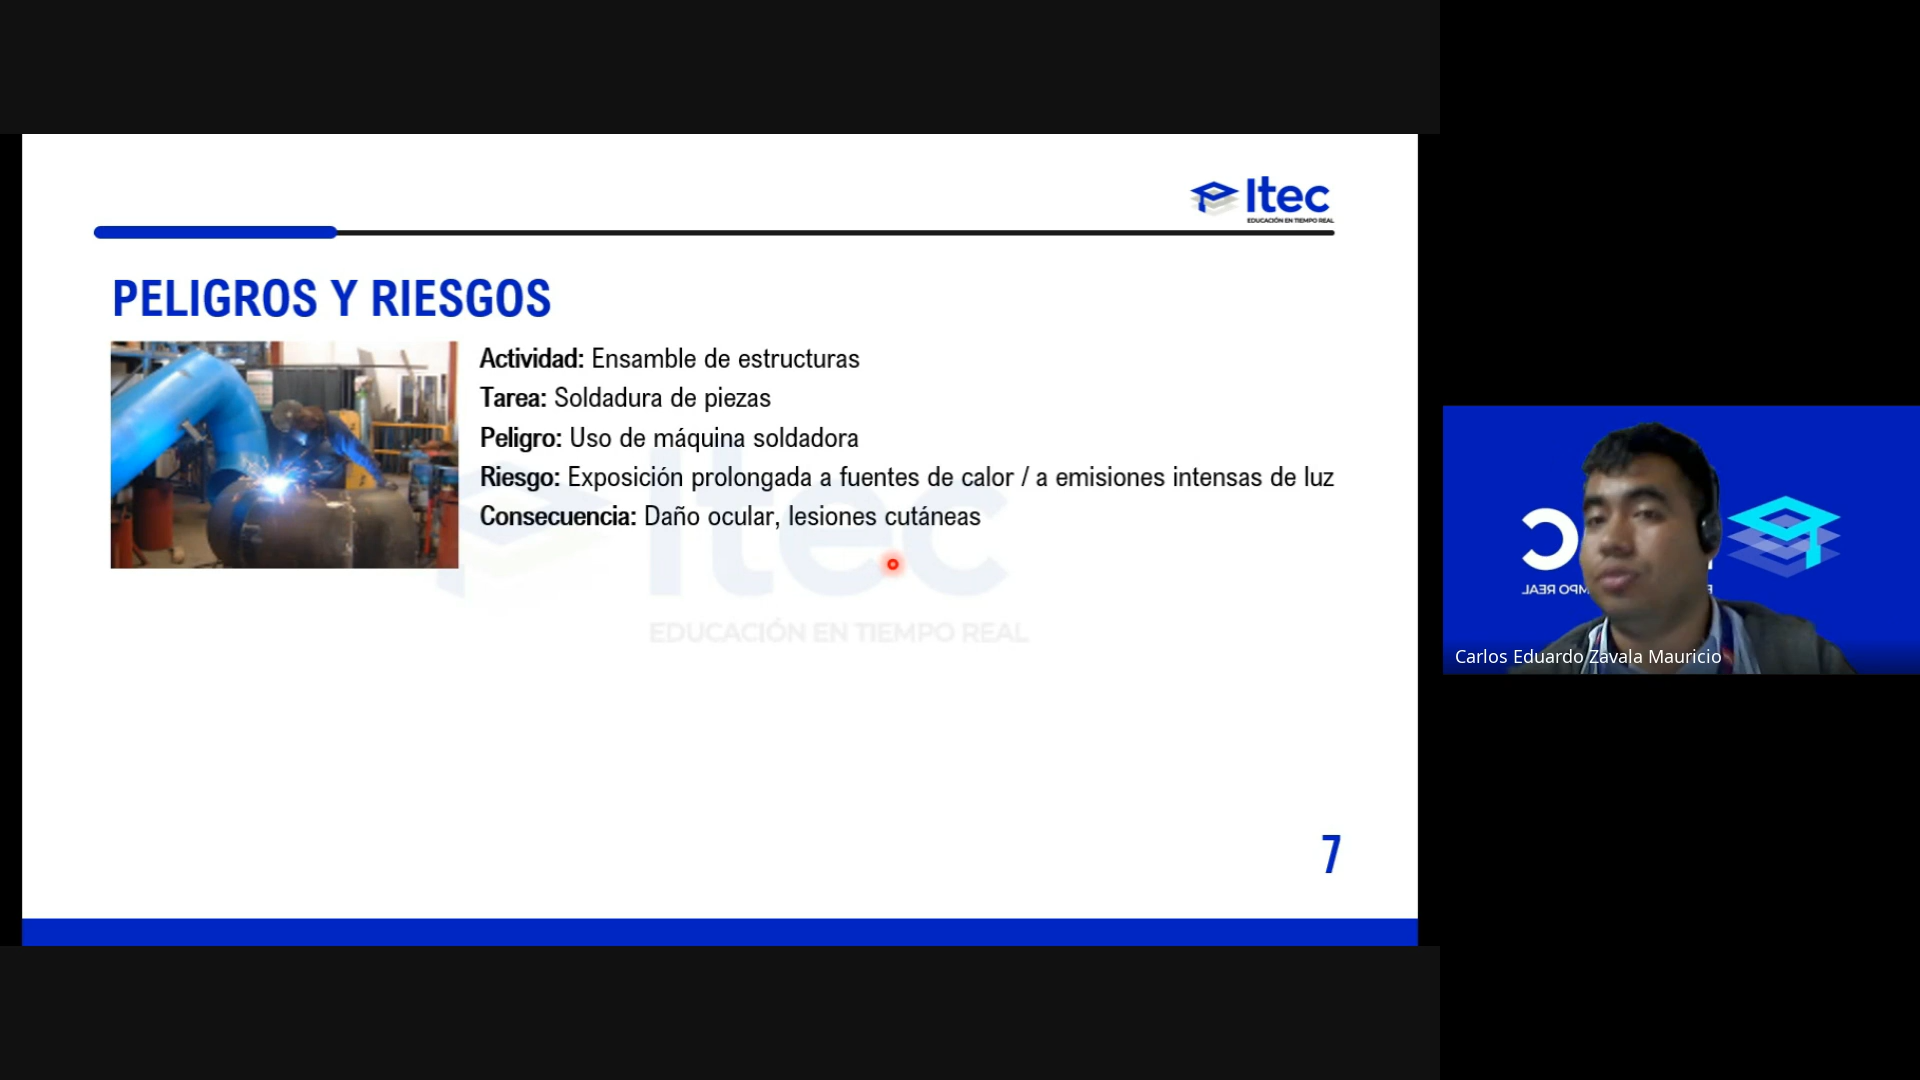 Itec
EDUCACIÓN EN TIEMPO REAL
PELIGROS Y RIESGOS
Actividad: Ensamble de estructuras
Tarea: Soldadura de piezas
Peligro: Uso de máquina soldadora
Riesgo: Exposición prolongada a fuentes de calor / a emisiones intensas de luz
Consecuencia: Daño ocular, lesiones cutáneas
Itec
EDUCACIÓN EN TIEMPO REAL
7
REAL
Carlos Eduardo Zavala Mauricio